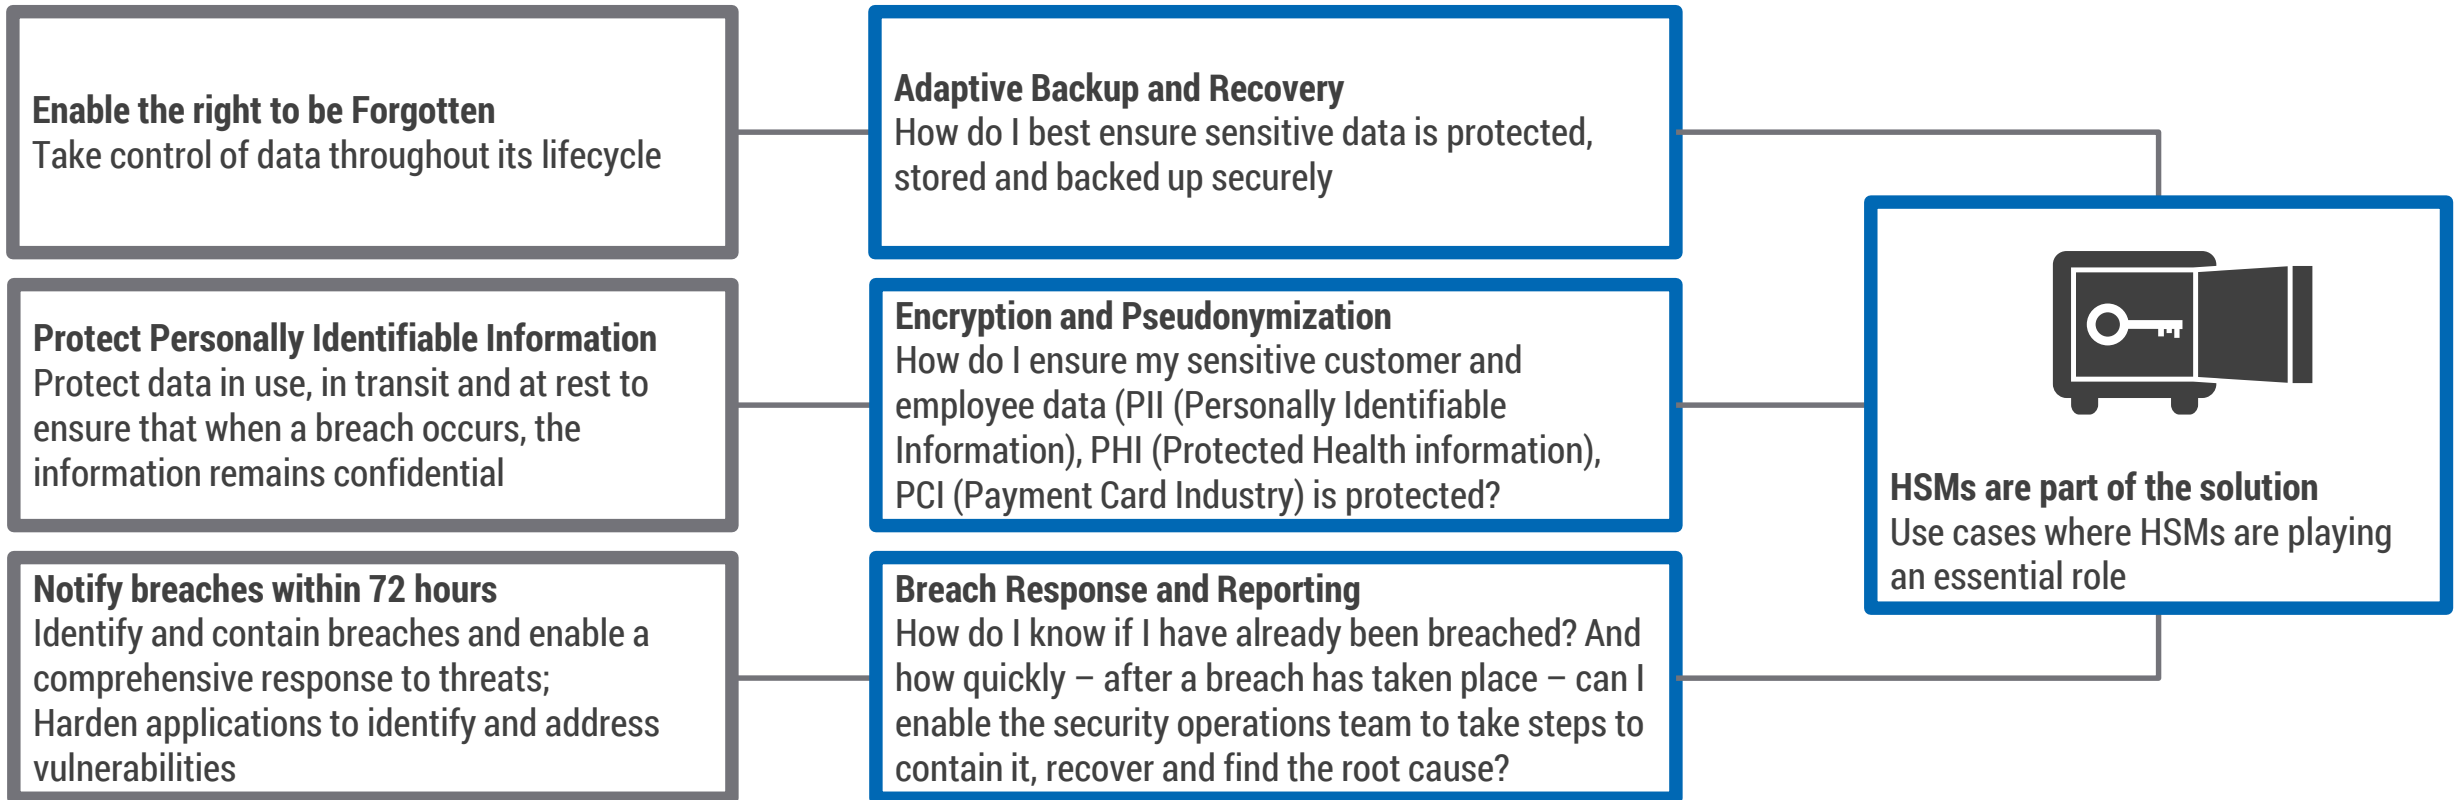 Enable the right to be Forgotten
Take control of data throughout its lifecycle
Adaptive Backup and Recovery
How do I best ensure sensitive data is protected,
stored and backed up securely
Protect Personally Identifiable Information
Protect data in use, in transit and at rest to
ensure that when a breach occurs, the
information remains confidential
Encryption and Pseudonymization
How do I ensure my sensitive customer and
employee data (PII (Personally Identifiable
Information), PHI (Protected Health information),
PCI (Payment Card Industry) is protected?
Notify breaches within 72 hours
Identify and contain breaches and enable a
comprehensive response to threats;
Harden applications to identify and address
vulnerabilities
Breach Response and Reporting
How do I know if I have already been breached? And
how quickly – after a breach has taken place – can I
enable the security operations team to take steps to
contain it, recover and find the root cause?
HSMs are part of the solution
Use cases where HSMs are playing
an essential role